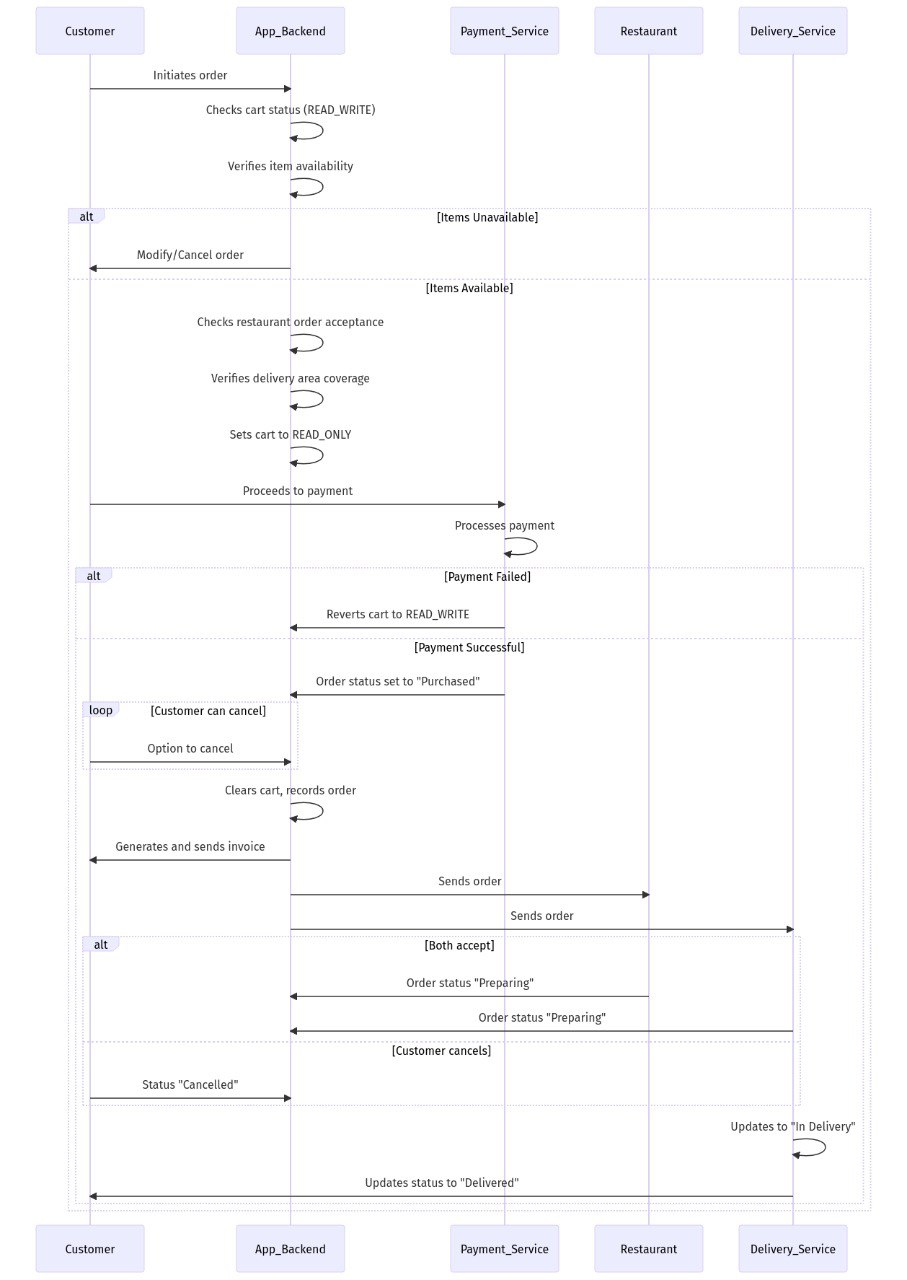 Customer
App_Backend
Payment_Service
Restaurant
Delivery_Service
Initiates order
Checks cart status (READ_WRITE)
Verifies item availability
alt
[Items Unavailable]
Modify/Cancel order
[Items Available]
Checks restaurant order acceptance
Verifies delivery area coverage
Sets cart to READ_ONLY
Proceeds to payment
Processes payment
alt
[Payment Failed]
Reverts cart to READ_WRITE
[Payment Successful]
Order status set to "Purchased"
loop
[Customer can cancel]
Option to cancel
Clears cart, records order
Generates and sends invoice
Sends order
Sends order
alt
[Both accept]
Order status "Preparing"
Order status "Preparing"
[Customer cancels]
Status "Cancelled"
Updates to "In Delivery"
Updates status to "Delivered"
Customer
App_Backend
Payment_Service
Restaurant
Delivery_Service